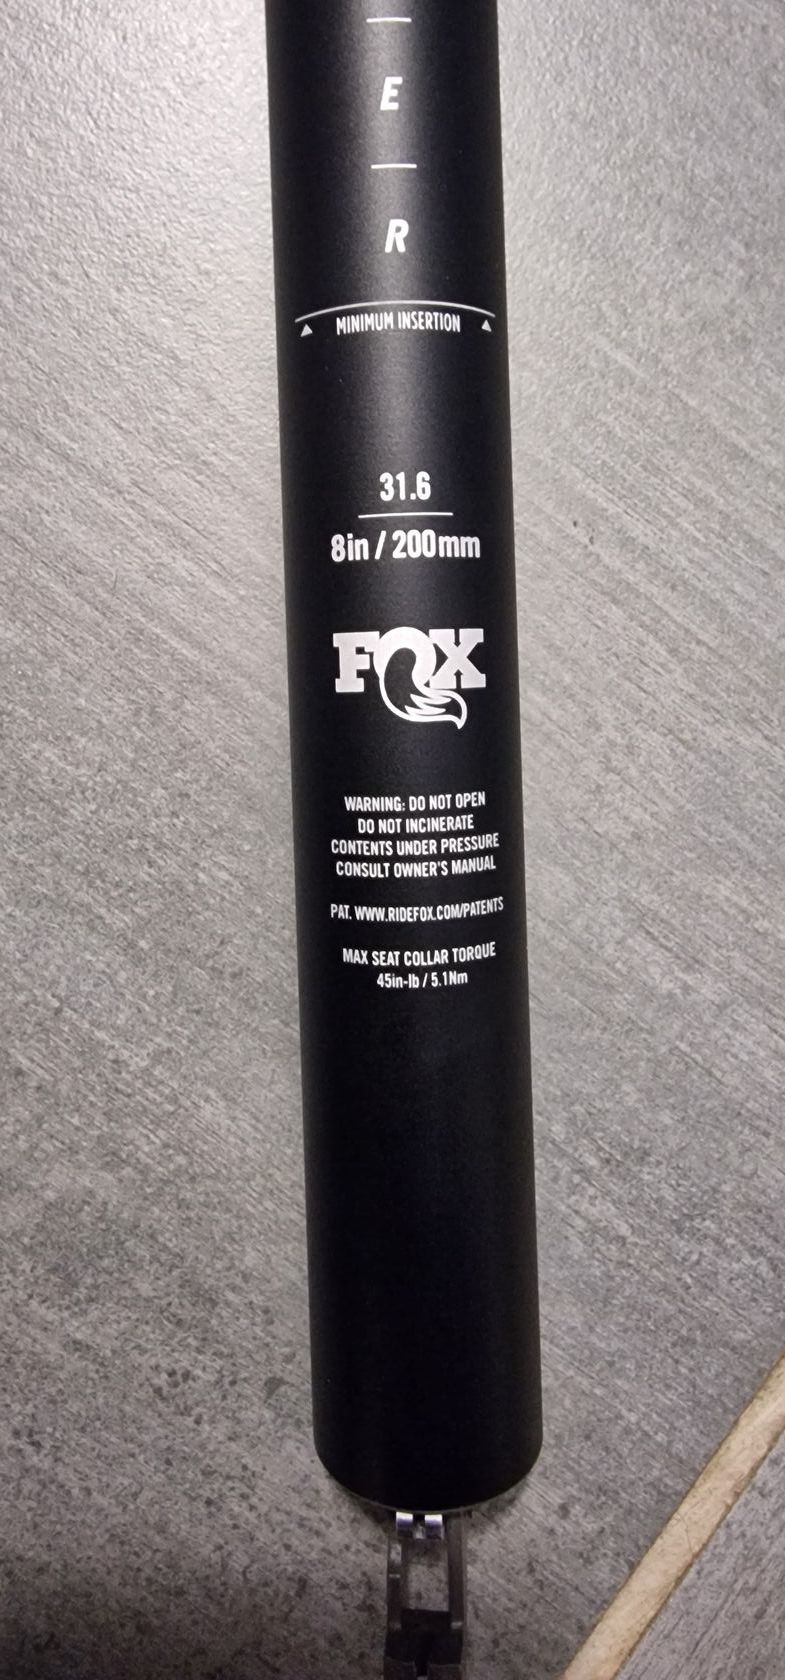 E
R
MINIMUM INSERTION
31.6
8in / 200mm
FOX
WARNING: DO NOT OPEN
DO NOT INCINERATE
CONTENTS UNDER PRESSURE
CONSULT OWNER'S MANUAL
PAT. WWW.RIDEFOX.COM/PATENTS
MAX SEAT COLLAR TORQUE
45in-lb / 5.1Nm